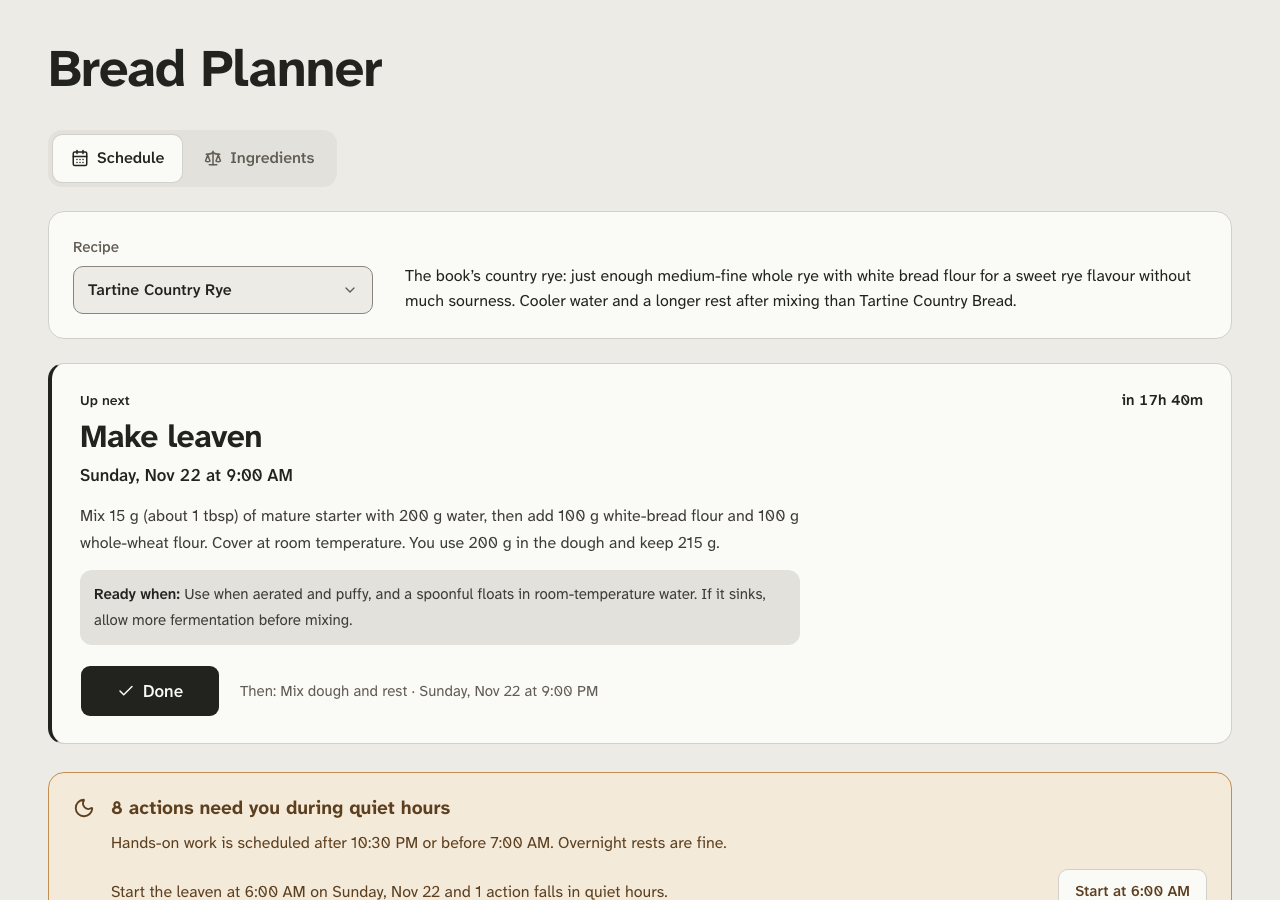 Bread Planner
Schedule
Ingredients
Recipe
Tartine Country Rye
The book’s country rye: just enough medium-fine whole rye with white bread flour for a sweet rye flavour without
much sourness. Cooler water and a longer rest after mixing than Tartine Country Bread.
Up next
in 17h 40m
Make leaven
Sunday, Nov 22 at 9:00 AM
Mix 15 g (about 1 tbsp) of mature starter with 200 g water, then add 100 g white-bread flour and 100 g
whole-wheat flour. Cover at room temperature. You use 200 g in the dough and keep 215 g.
Ready when: Use when aerated and puffy, and a spoonful floats in room-temperature water. If it sinks,
allow more fermentation before mixing.
Done
Then: Mix dough and rest · Sunday, Nov 22 at 9:00 PM
8 actions need you during quiet hours
Hands-on work is scheduled after 10:30 PM or before 7:00 AM. Overnight rests are fine.
Start the leaven at 6:00 AM on Sunday, Nov 22 and 1 action falls in quiet hours.
Start at 6:00 AM